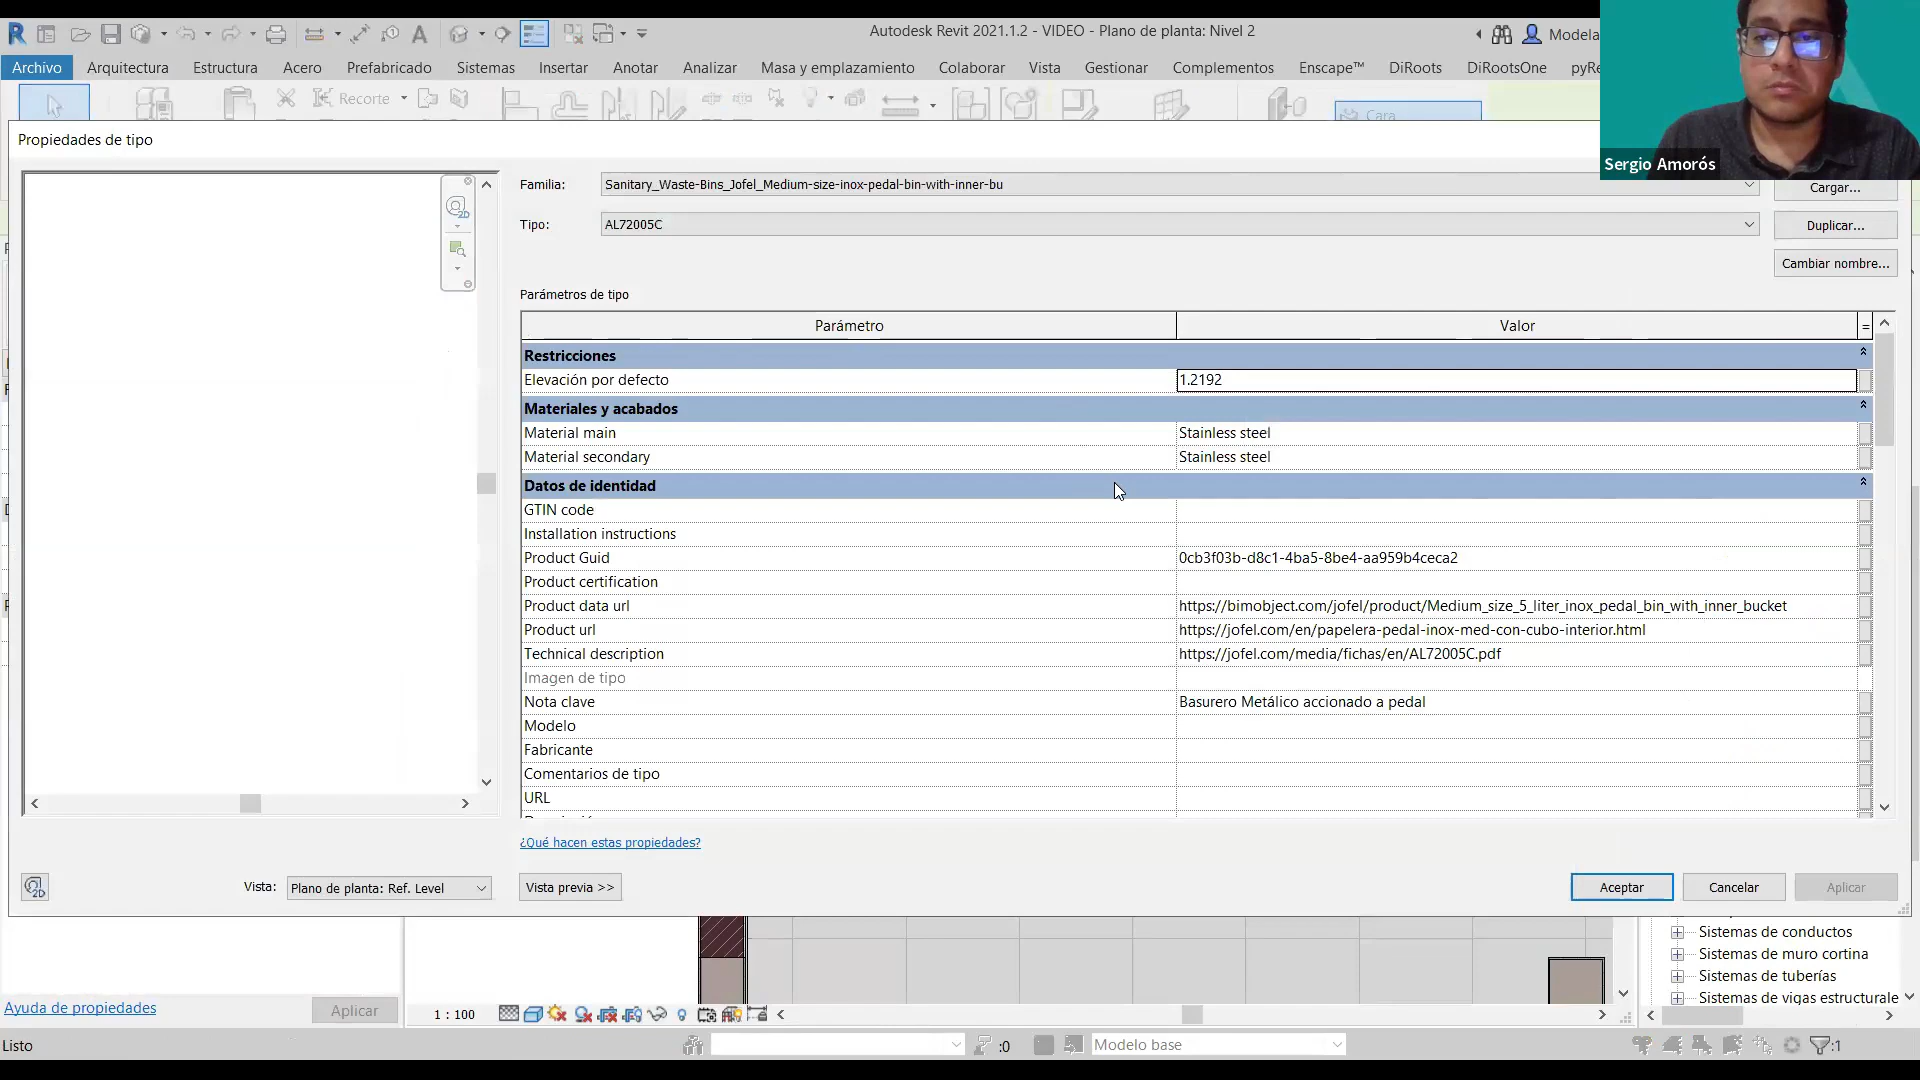 Autodesk Revit 2021.1.2 - VIDEO - Plano de planta: Nivel 2
Modela
Archivo Arquitectura Estructura Acero Prefabricado Sistemas Insertar Anotar Analizar Masa y emplazamiento Colaborar Vista Gestionar Complementos Enscape™ DiRoots DiRootsOne pyRe
Recorte
Cara
Propiedades de tipo
Sergio Amorós
Familia: Sanitary_Waste-Bins_Jofel_Medium-size-inox-pedal-bin-with-inner-bu Cargar...
Tipo: AL72005C Duplicar...
Cambiar nombre...
Parámetros de tipo
Parámetro Valor =
Restricciones
Elevación por defecto 1.2192
Materiales y acabados
Material main Stainless steel
Material secondary Stainless steel
Datos de identidad
GTIN code
Installation instructions
Product Guid 0cb3f03b-d8c1-4ba5-8be4-aa959b4ceca2
Product certification
Product data url https://bimobject.com/jofel/product/Medium_size_5_liter_inox_pedal_bin_with_inner_bucket
Product url https://jofel.com/en/papelera-pedal-inox-med-con-cubo-interior.html
Technical description https://jofel.com/media/fichas/en/AL72005C.pdf
Imagen de tipo
Nota clave Basurero Metálico accionado a pedal
Modelo
Fabricante
Comentarios de tipo
URL
¿Qué hacen estas propiedades?
Vista: Plano de planta: Ref. Level Vista previa >> Aceptar Cancelar Aplicar
Sistemas de conductos
Sistemas de muro cortina
Sistemas de tuberías
Sistemas de vigas estructurale
Ayuda de propiedades Aplicar 1 : 100
Listo :0 Modelo base :1